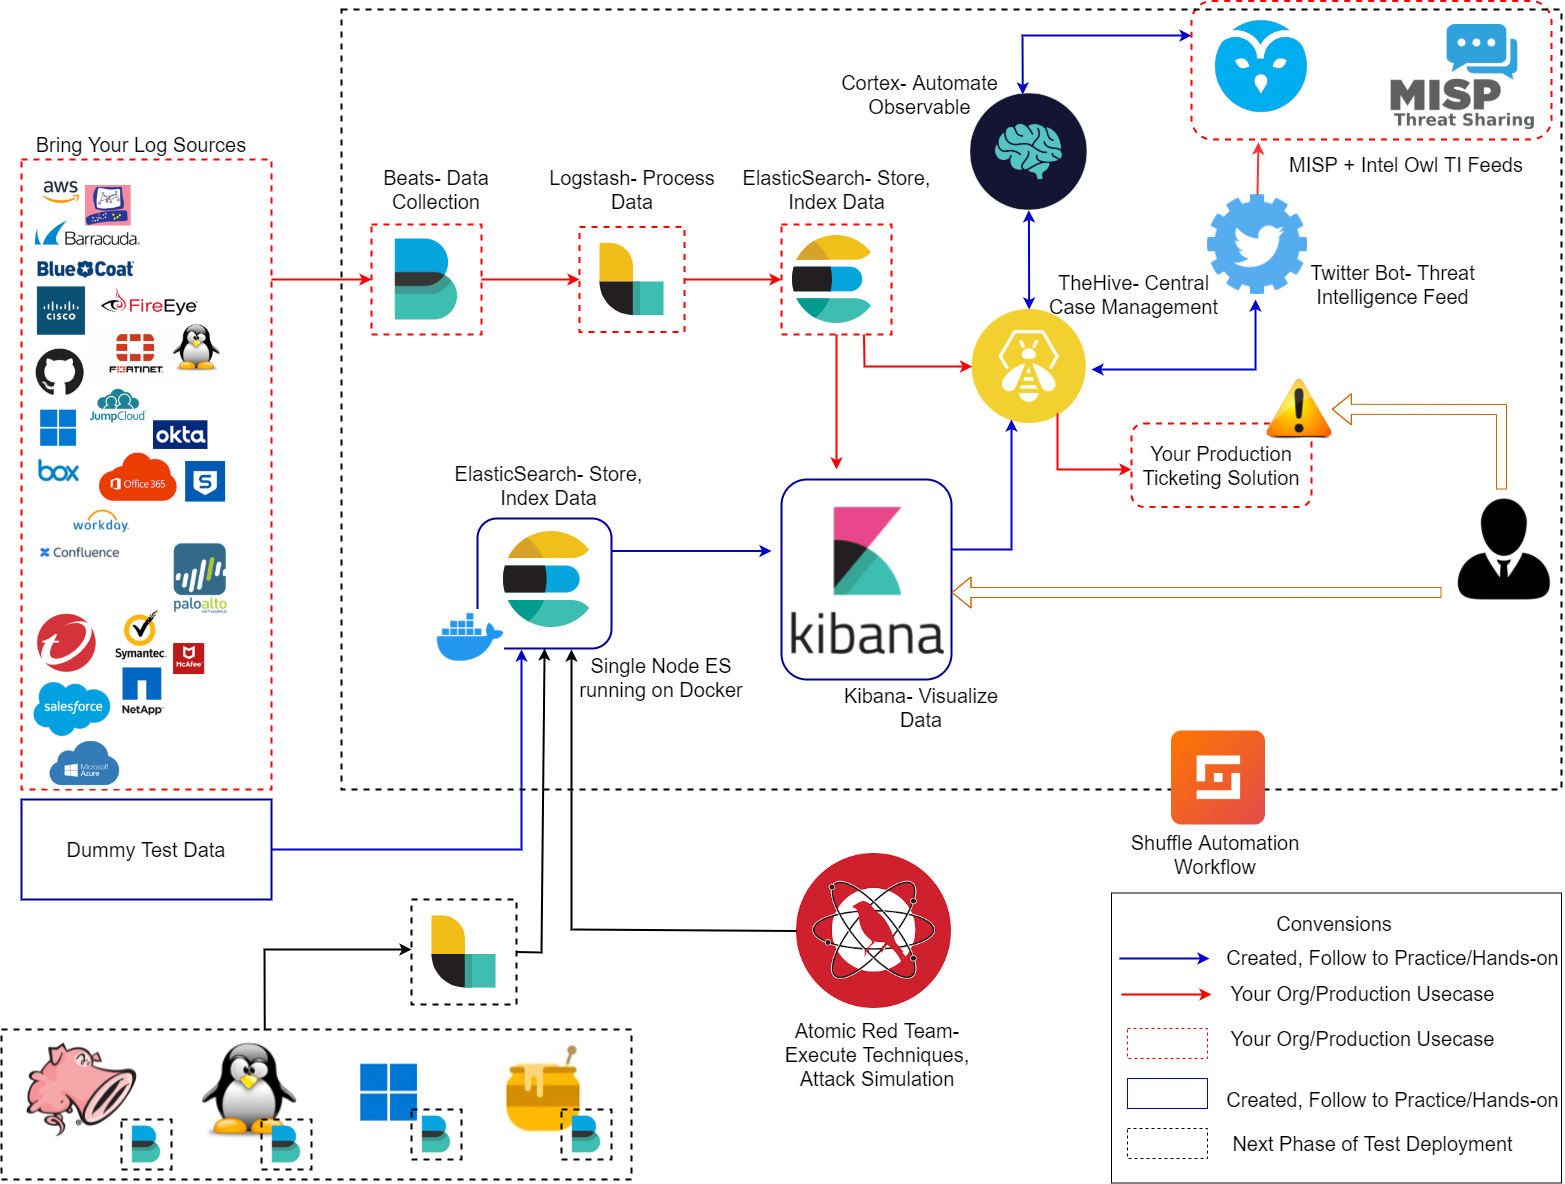 Bring Your Log Sources
aws
Barracuda.
Blue Coat
CISCO
FireEye
FORTINET.
JumpCloud
okta
box
Office 365
workday.
Confluence
paloalto
NETWORKS
Symantec.
McAfee
NetApp
salesforce
Microsoft
Azure
Dummy Test Data
Beats- Data
Collection
Logstash- Process
Data
ElasticSearch- Store,
Index Data
Cortex- Automate
Observable
MISP
Threat Sharing
MISP + Intel Owl TI Feeds
TheHive- Central
Case Management
Twitter Bot- Threat
Intelligence Feed
Your Production
Ticketing Solution
ElasticSearch- Store,
Index Data
Single Node ES
running on Docker
kibana
Kibana- Visualize
Data
Shuffle Automation
Workflow
Atomic Red Team-
Execute Techniques,
Attack Simulation
Convensions
Created, Follow to Practice/Hands-on
Your Org/Production Usecase
Your Org/Production Usecase
Created, Follow to Practice/Hands-on
Next Phase of Test Deployment